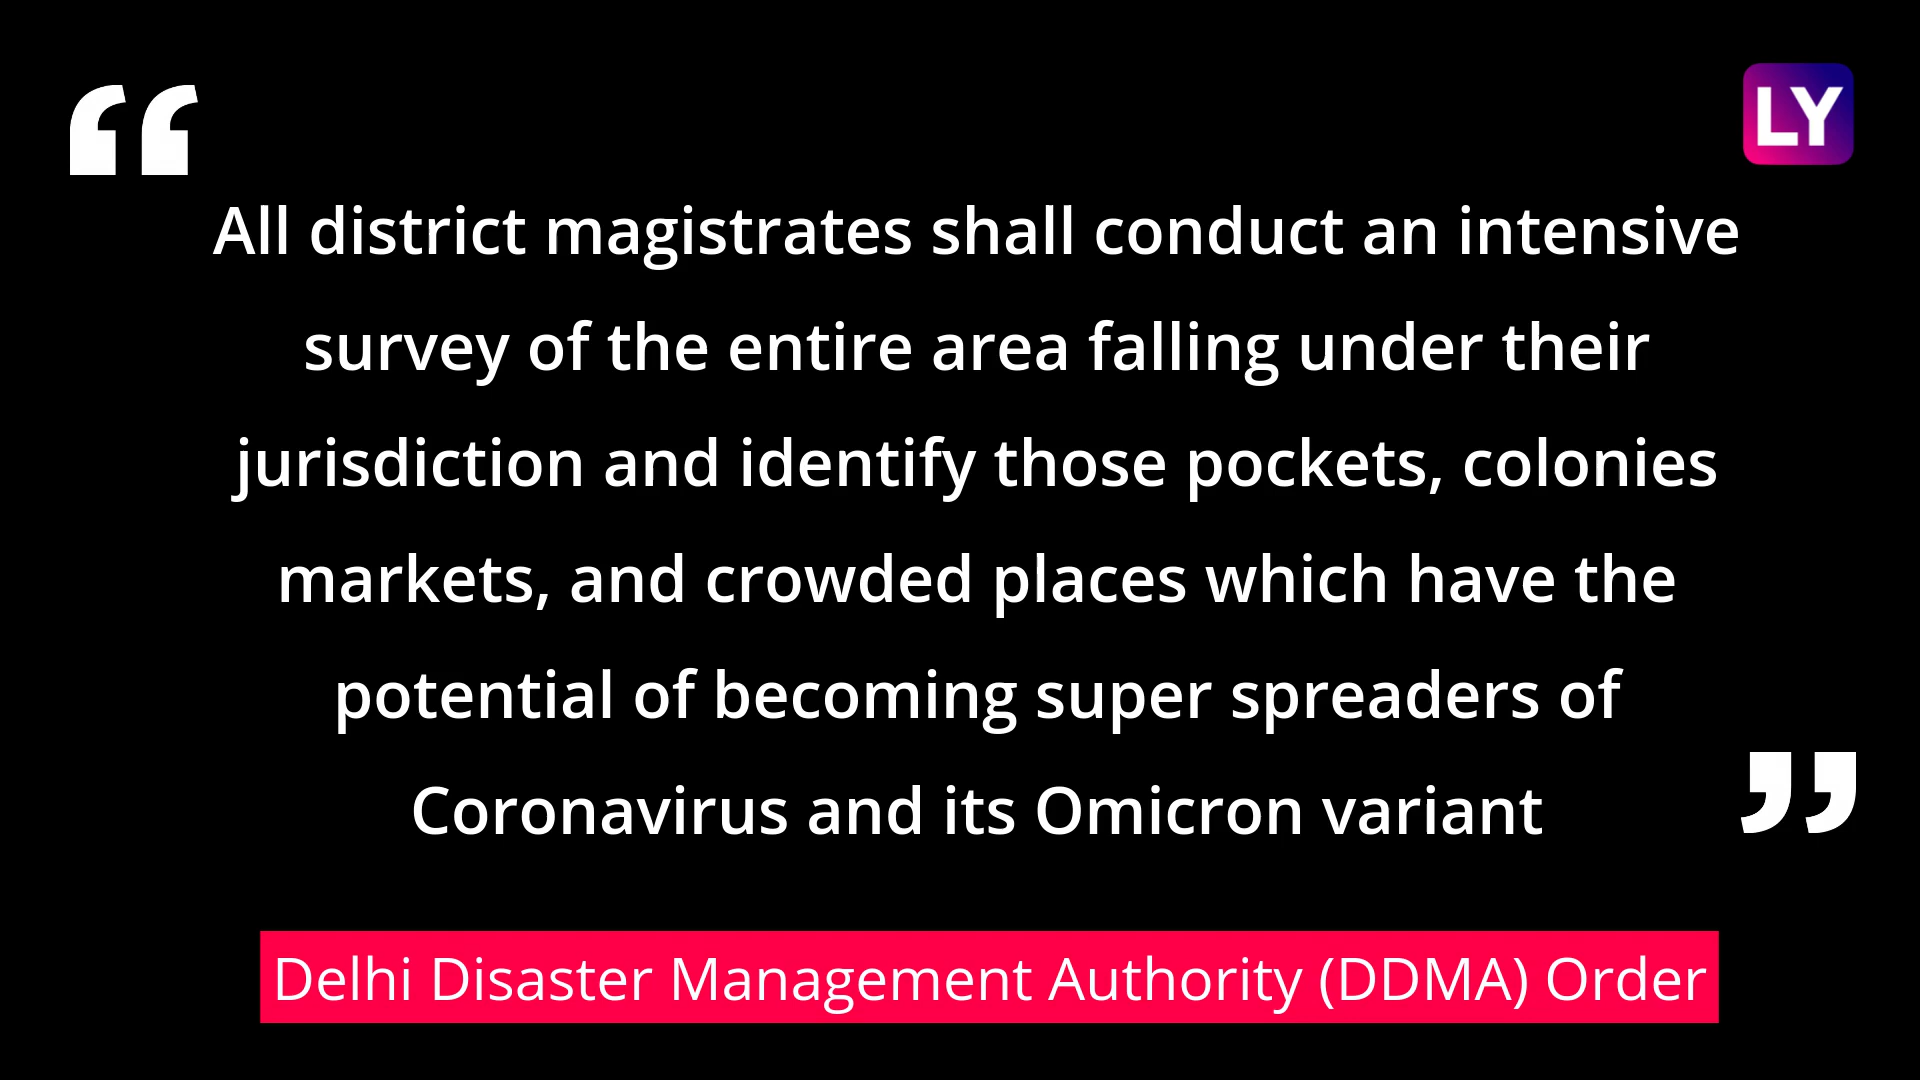 LY
All district magistrates shall conduct an intensive
survey of the entire area falling under their
jurisdiction and identify those pockets, colonies
markets, and crowded places which have the
potential of becoming super spreaders of
Coronavirus and its Omicron variant
Delhi Disaster Management Authority (DDMA) Order